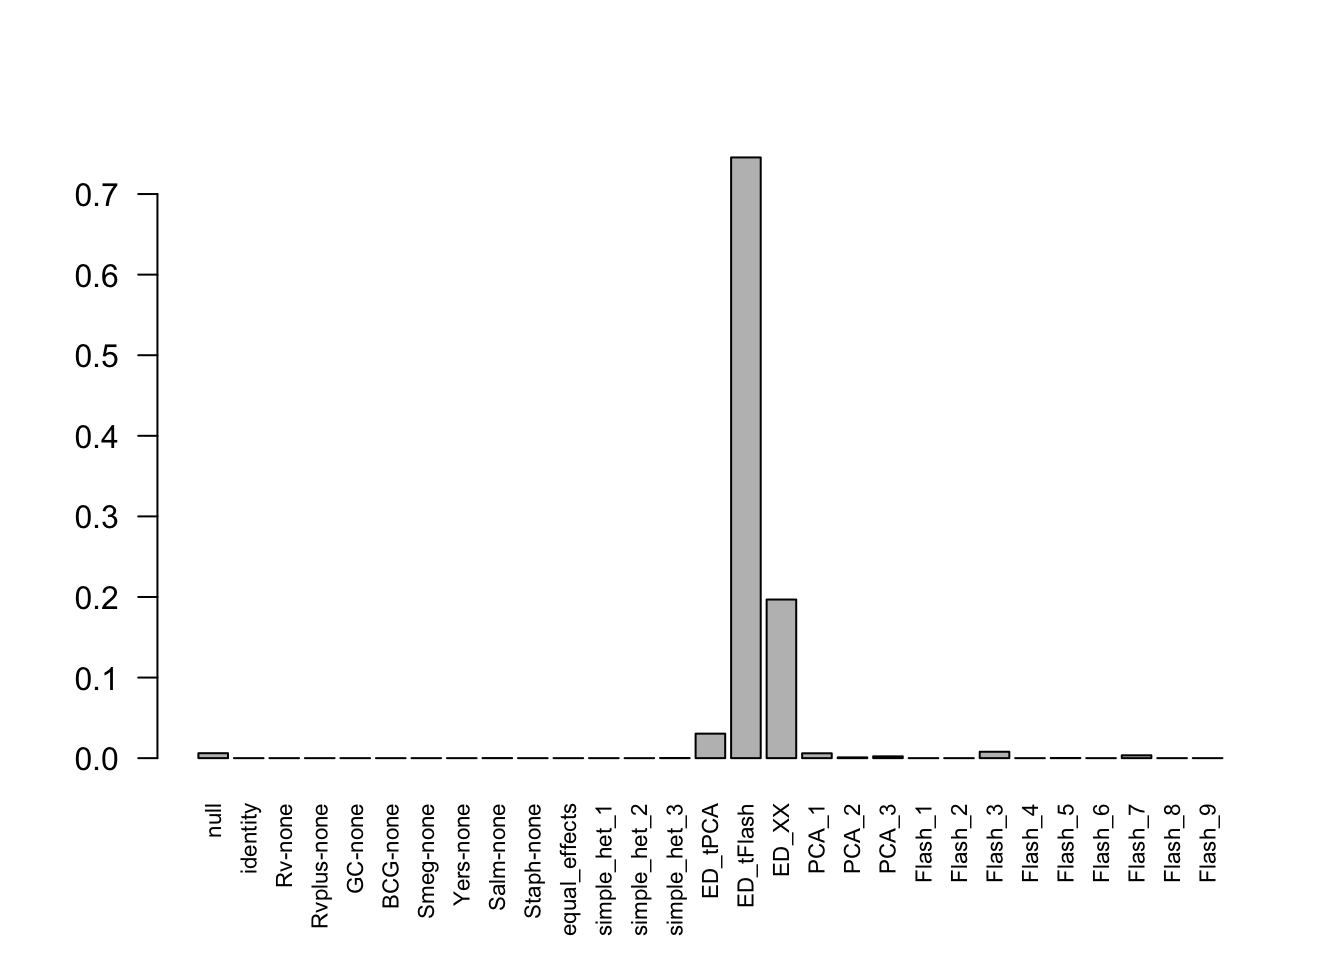 0.7
0.6
0.5
0.4
0.3
0.2
0.1
0.0
null
identity
Rv-none
Rvplus-none
GC-none
BCG-none
Smeg-none
Yers-none
Salm-none
Staph-none
equal_effects
simple_het_1
simple_het_2
simple_het_3
ED_tPCA
ED_tFlash
ED_XX
PCA_1
PCA_2
PCA_3
Flash_1
Flash_2
Flash_3
Flash_4
Flash_5
Flash_6
Flash_7
Flash_8
Flash_9